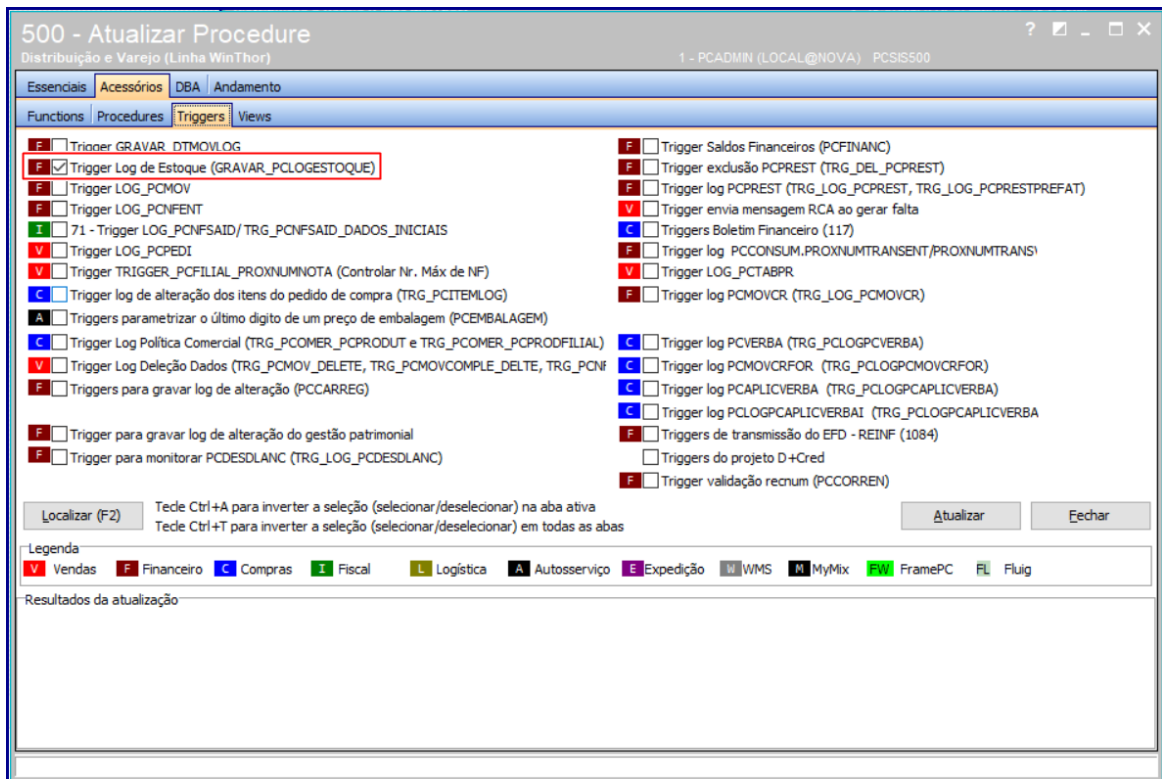 500 - Atualizar Procedure
? 
Distribuição e Varejo (Linha WinThor)
1 - PCADMIN (LOCAL@NOVA) PCSIS500
Essenciais Acessórios DBA Andamento
Functions Procedures Triggers Views
F Trigger GRAVAR_DTMOVLOG
F Trigger Log de Estoque (GRAVAR_PCLOGESTOQUE)
F Trigger LOG_PCMOV
F Trigger LOG_PCNFENT
I 71 - Trigger LOG_PCNFSAID/ TRG_PCNFSAID_DADOS_INICIAIS
V Trigger LOG_PCPEDI
V Trigger TRIGGER_PCFILIAL_PROXNUMNOTA (Controlar Nr. Máx de NF)
C Trigger log de alteração dos itens do pedido de compra (TRG_PCITEMLOG)
A Triggers parametrizar o último digito de um preço de embalagem (PCEMBALAGEM)
C Trigger Log Política Comercial (TRG_PCOMER_PCPRODUT e TRG_PCOMER_PCPRODFILIAL)
V Trigger Log Deleção Dados (TRG_PCMOV_DELETE, TRG_PCMOVCOMPLE_DELTE, TRG_PCNF
F Triggers para gravar log de alteração (PCCARREG)
F Trigger para gravar log de alteração do gestão patrimonial
F Trigger para monitorar PCDESDLANC (TRG_LOG_PCDESDLANC)
F Trigger Saldos Financeiros (PCFINANC)
F Trigger exclusão PCPREST (TRG_DEL_PCPREST)
F Trigger log PCPREST (TRG_LOG_PCPREST, TRG_LOG_PCPRESTPREFAT)
V Trigger envia mensagem RCA ao gerar falta
C Triggers Boletim Financeiro (117)
F Trigger log PCCONSUM.PROXNUMTRANSENT/PROXNUMTRANS
V Trigger LOG_PCTABPR
F Trigger log PCMOVCR (TRG_LOG_PCMOVCR)
C Trigger log PCVERBA (TRG_PCLOGPCVERBA)
C Trigger log PCMOVCRFOR (TRG_PCLOGPCMOVCRFOR)
C Trigger log PCAPLICVERBA (TRG_PCLOGPCAPLICVERBA)
C Trigger log PCLOGPCAPLICVERBAI (TRG_PCLOGPCAPLICVERBA
F Triggers de transmissão do EFD - REINF (1084)
Triggers do projeto D+Cred
F Trigger validação recnum (PCCORREN)
Localizar (F2)
Tecle Ctrl+A para inverter a seleção (selecionar/deselecionar) na aba ativa
Tecle Ctrl+T para inverter a seleção (selecionar/deselecionar) em todas as abas
Atualizar
Fechar
Legenda
V Vendas F Financeiro C Compras I Fiscal L Logística A Autosserviço E Expedição W WMS M MyMix FW FramePC FL Fluig
Resultados da atualização